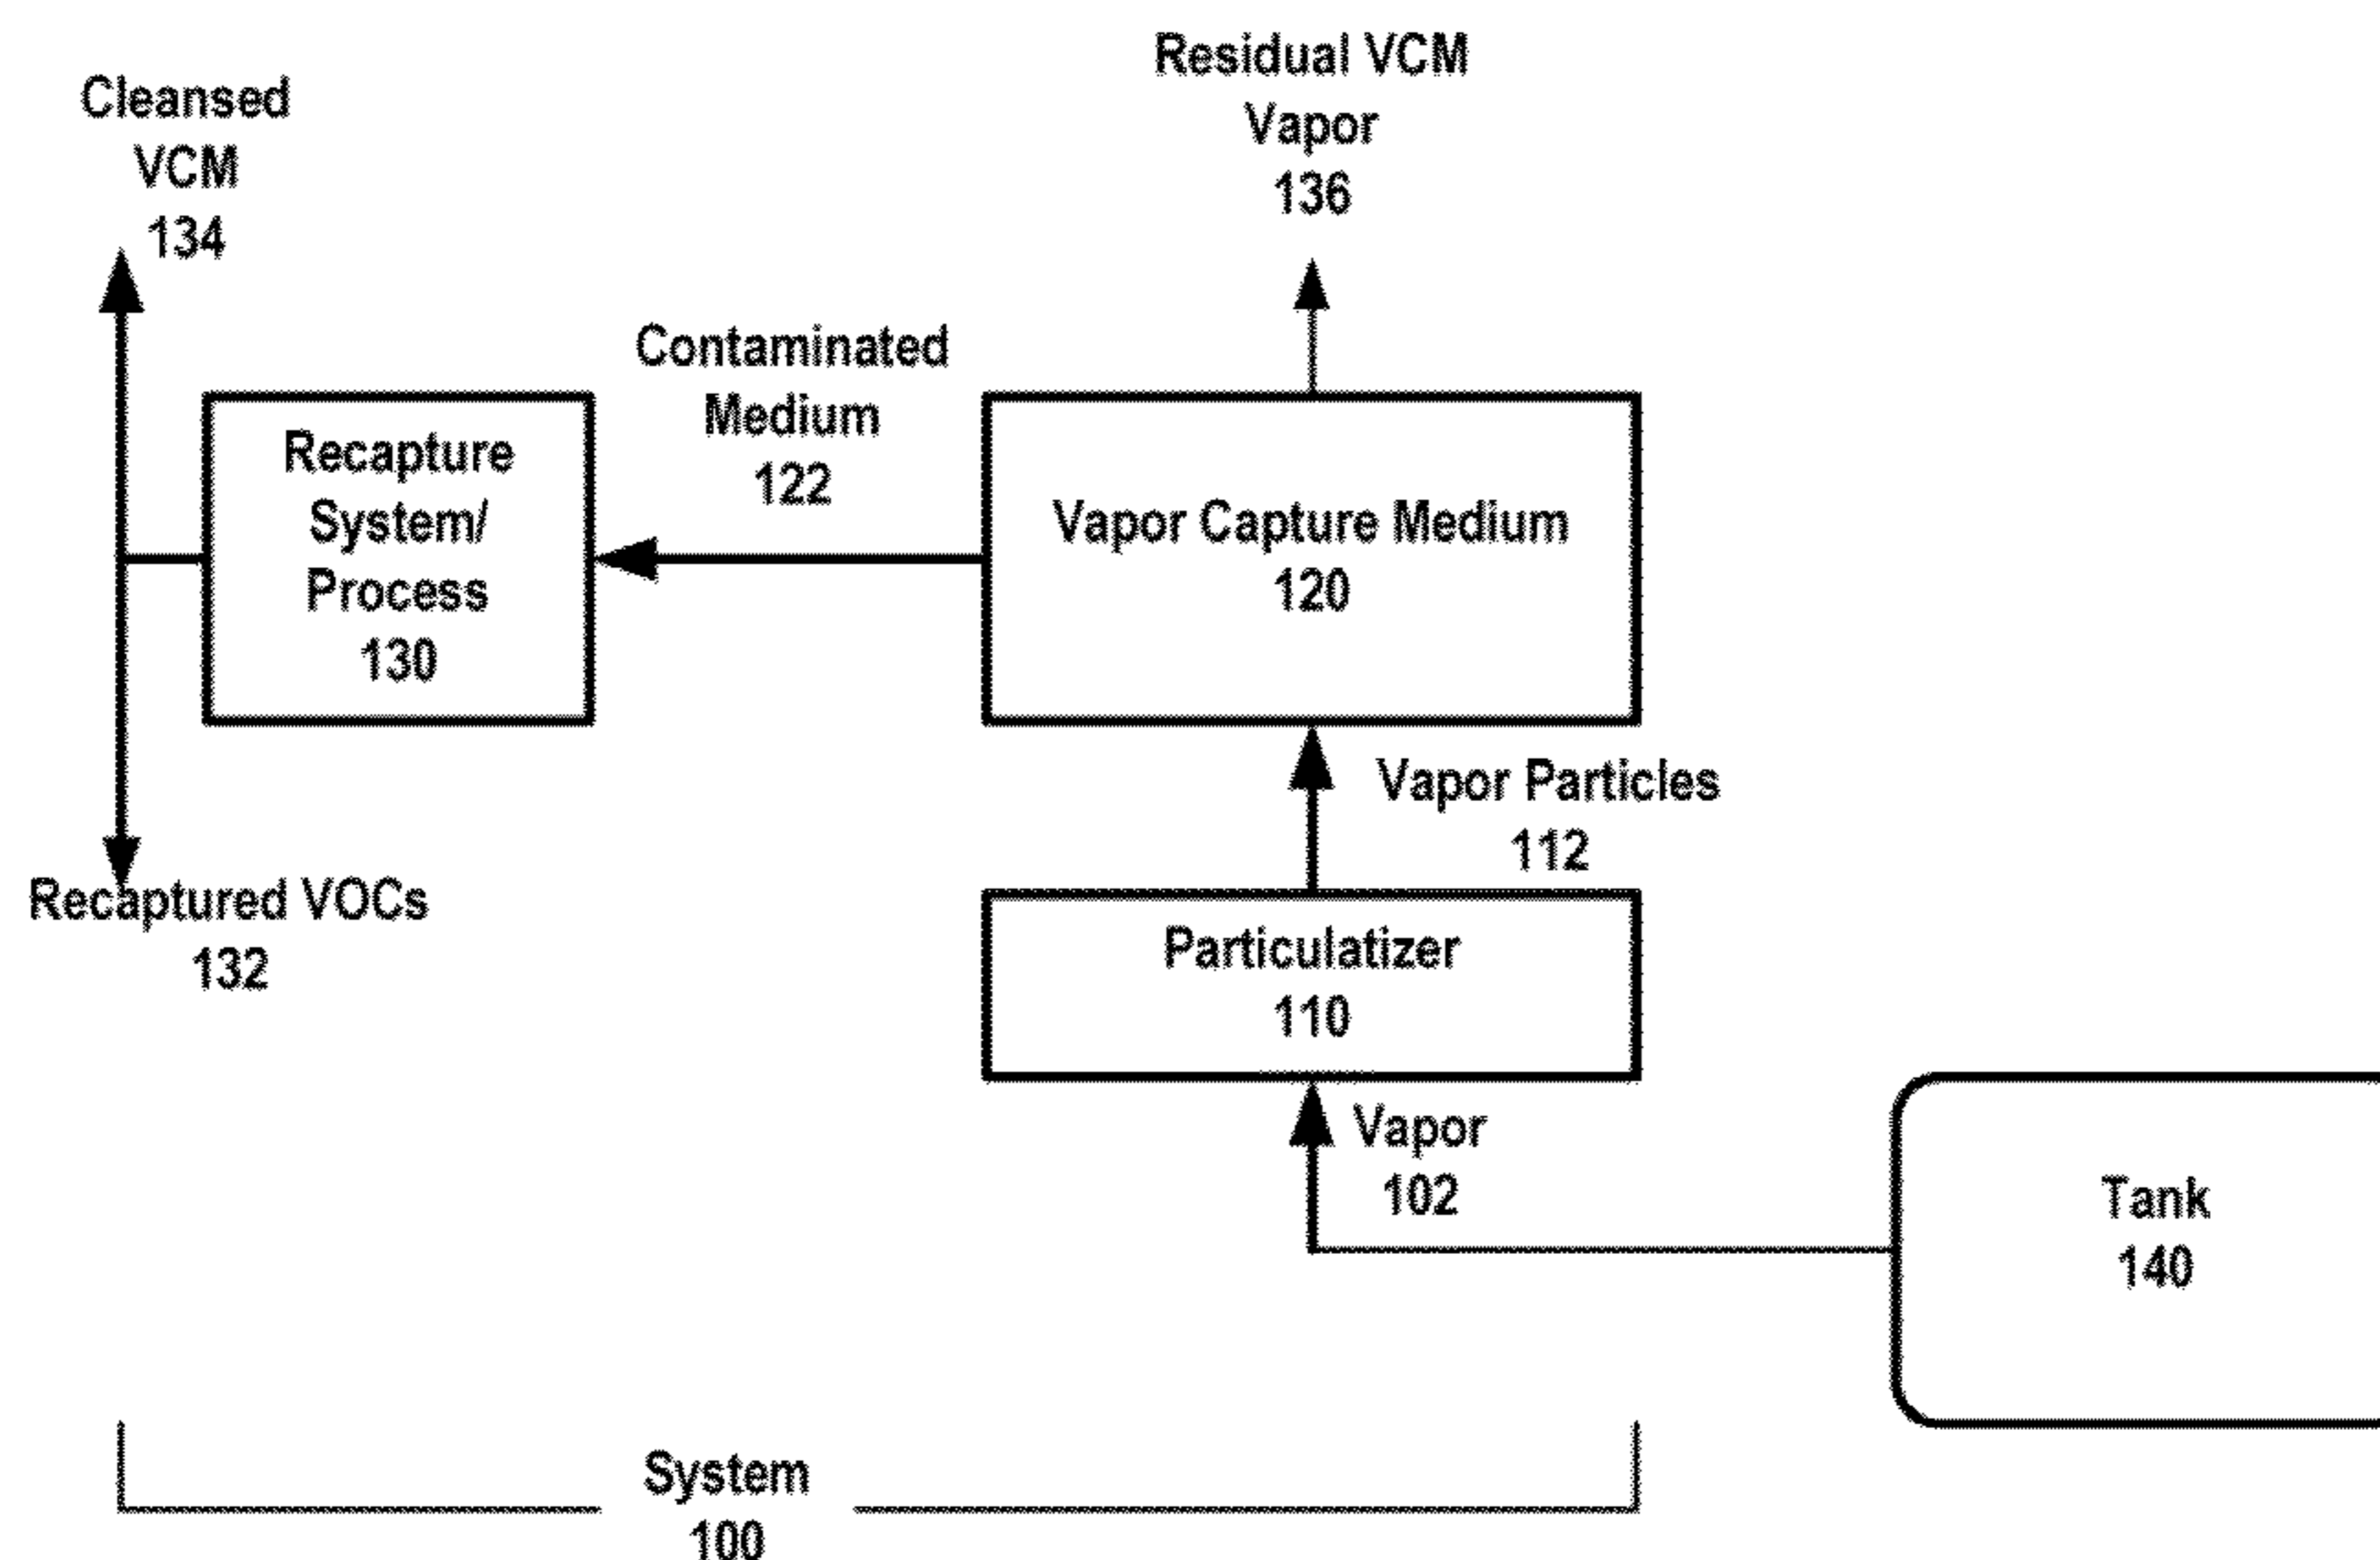 Residual VCM
Vapor
136
Cleansed
VCM
134
Contaminated
Medium
122
Recapture
System/
Process
130
Vapor Capture Medium
120
Vapor Particles
112
Recaptured VOCs
132
Particulatizer
110
Vapor
102
Tank
140
System
100